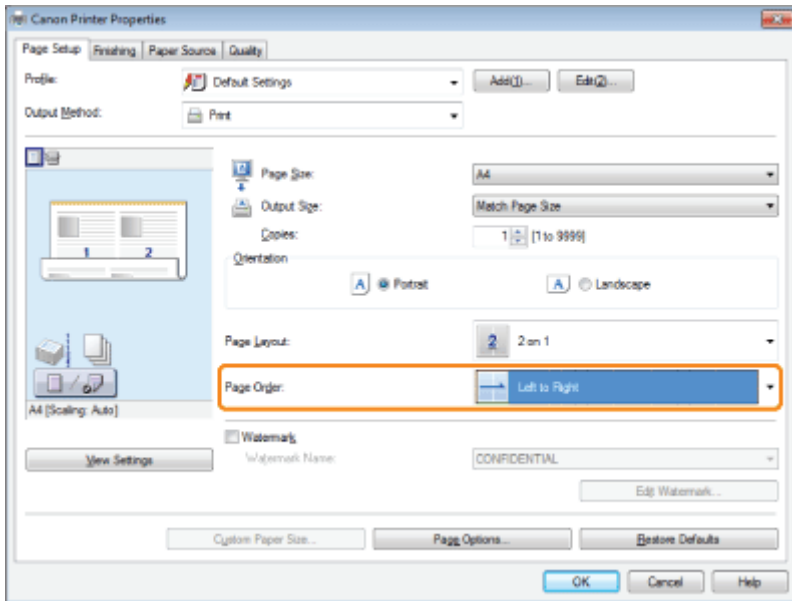 Canon Printer Properties
Page Setup Finishing Paper Source Quality
Profile: Default Settings Add(1)... Edit(2)...
Output Method: Print
Page Size: A4
Output Size: Match Page Size
Copies: 1 [1 to 9999]
Orientation
A Portrait A Landscape
1 2
Page Layout: 2 2 on 1
Page Order: Left to Right
A4 [Scaling: Auto]
Watermark
View Settings Watermark Name: CONFIDENTIAL
Edit Watermark...
Custom Paper Size... Page Options... Restore Defaults
OK Cancel Help